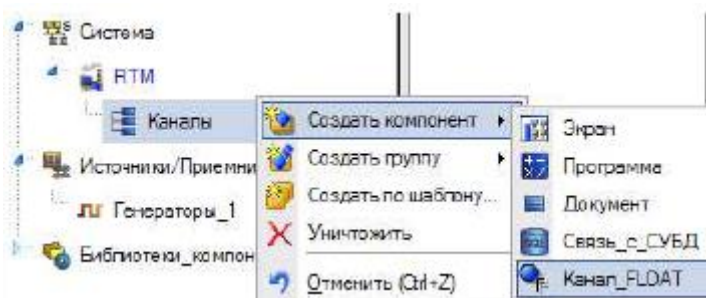 Система
RTM
Каналы
Источники/Приемни
Генераторы_1
Библиотеки_компон
Создать компонент
Создать группу
Создать по шаблону...
Уничтожить
Отменить (Ctrl+Z)
Экран
Программа
Документ
Связь_с_СУБД
Канал_FLOAT